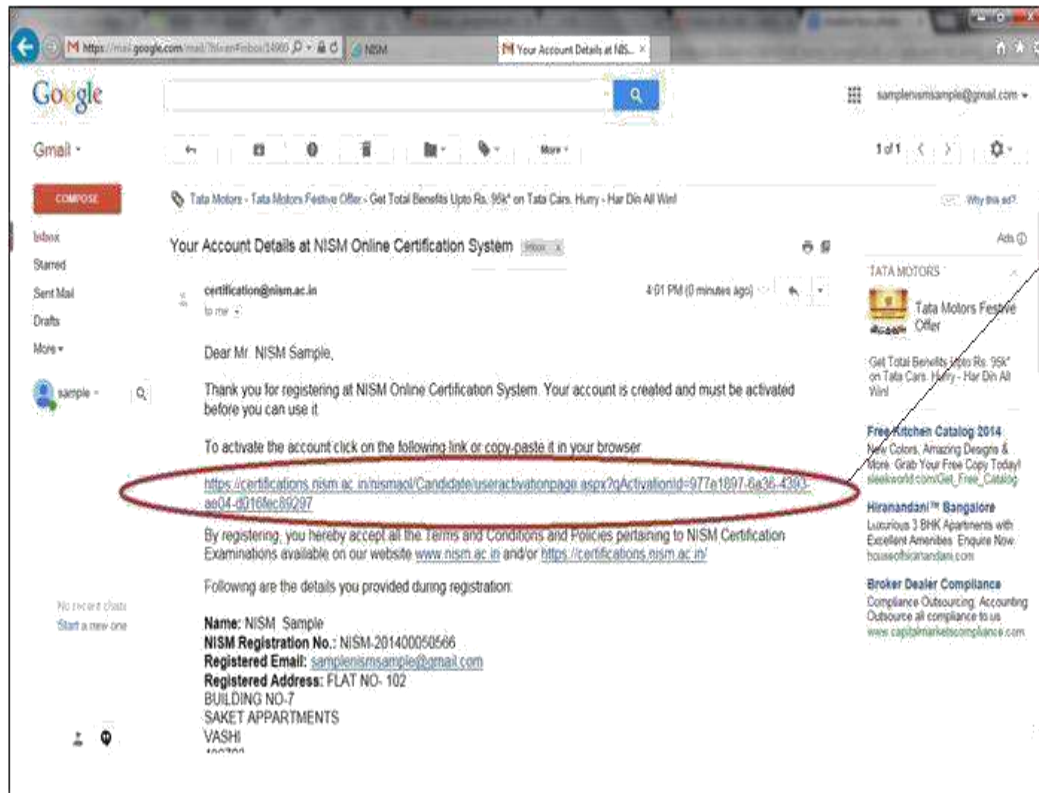 https://mail.google.com/mail/
NISM
Your Account Details at NIS...
Google
samplenismsample@gmail.com
Gmail
More
1 of 1
COMPOSE
Tata Motors - Tata Motors Festive Offer - Get Total Benefits Upto Rs. 95k* on Tata Cars. Hurry - Har Din All Win!
Why this ad?
Inbox
Starred
Sent Mail
Drafts
More
sample
Your Account Details at NISM Online Certification System
Inbox x
certification@nism.ac.in
to me
4:01 PM (0 minutes ago)
Dear Mr. NISM Sample,
Thank you for registering at NISM Online Certification System. Your account is created and must be activated
before you can use it.
To activate the account click on the following link or copy-paste it in your browser
https://certifications.nism.ac.in/nismaol/Candidate/useractivationpage.aspx?qActivationId=977a1897-6a36-4393-
ae04-d016fec89297
By registering, you hereby accept all the Terms and Conditions and Policies pertaining to NISM Certification
Examinations available on our website www.nism.ac.in and/or https://certifications.nism.ac.in/
Following are the details you provided during registration:
Name: NISM Sample
NISM Registration No.: NISM-201400050566
Registered Email: samplenismsample@gmail.com
Registered Address: FLAT NO- 102
BUILDING NO-7
SAKET APPARTMENTS
VASHI
No recent chats
Start a new one
Ads
TATA MOTORS
Tata Motors Festive
Offer
Get Total Benefits Upto Rs. 95k*
on Tata Cars. Hurry - Har Din All
Win!
Free Kitchen Catalog 2014
New Colors, Amazing Designs &
More. Grab Your Free Copy Today!
sleekworld.com/Get_Free_Catalog
Hiranandani™ Bangalore
Luxurious 3 BHK Apartments with
Excellent Amenities. Enquire Now.
houseofhiranandani.com
Broker Dealer Compliance
Compliance Outsourcing, Accounting
Outsource all compliance to us
www.capitalmarketscompliance.com